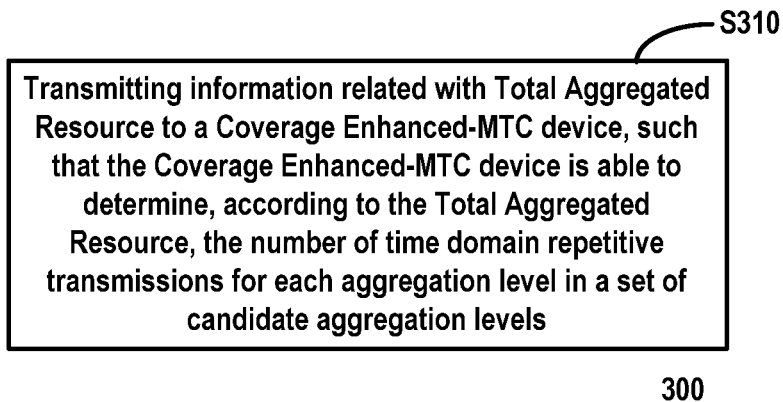 S310
Transmitting information related with Total Aggregated
Resource to a Coverage Enhanced-MTC device, such
that the Coverage Enhanced-MTC device is able to
determine, according to the Total Aggregated
Resource, the number of time domain repetitive
transmissions for each aggregation level in a set of
candidate aggregation levels
300